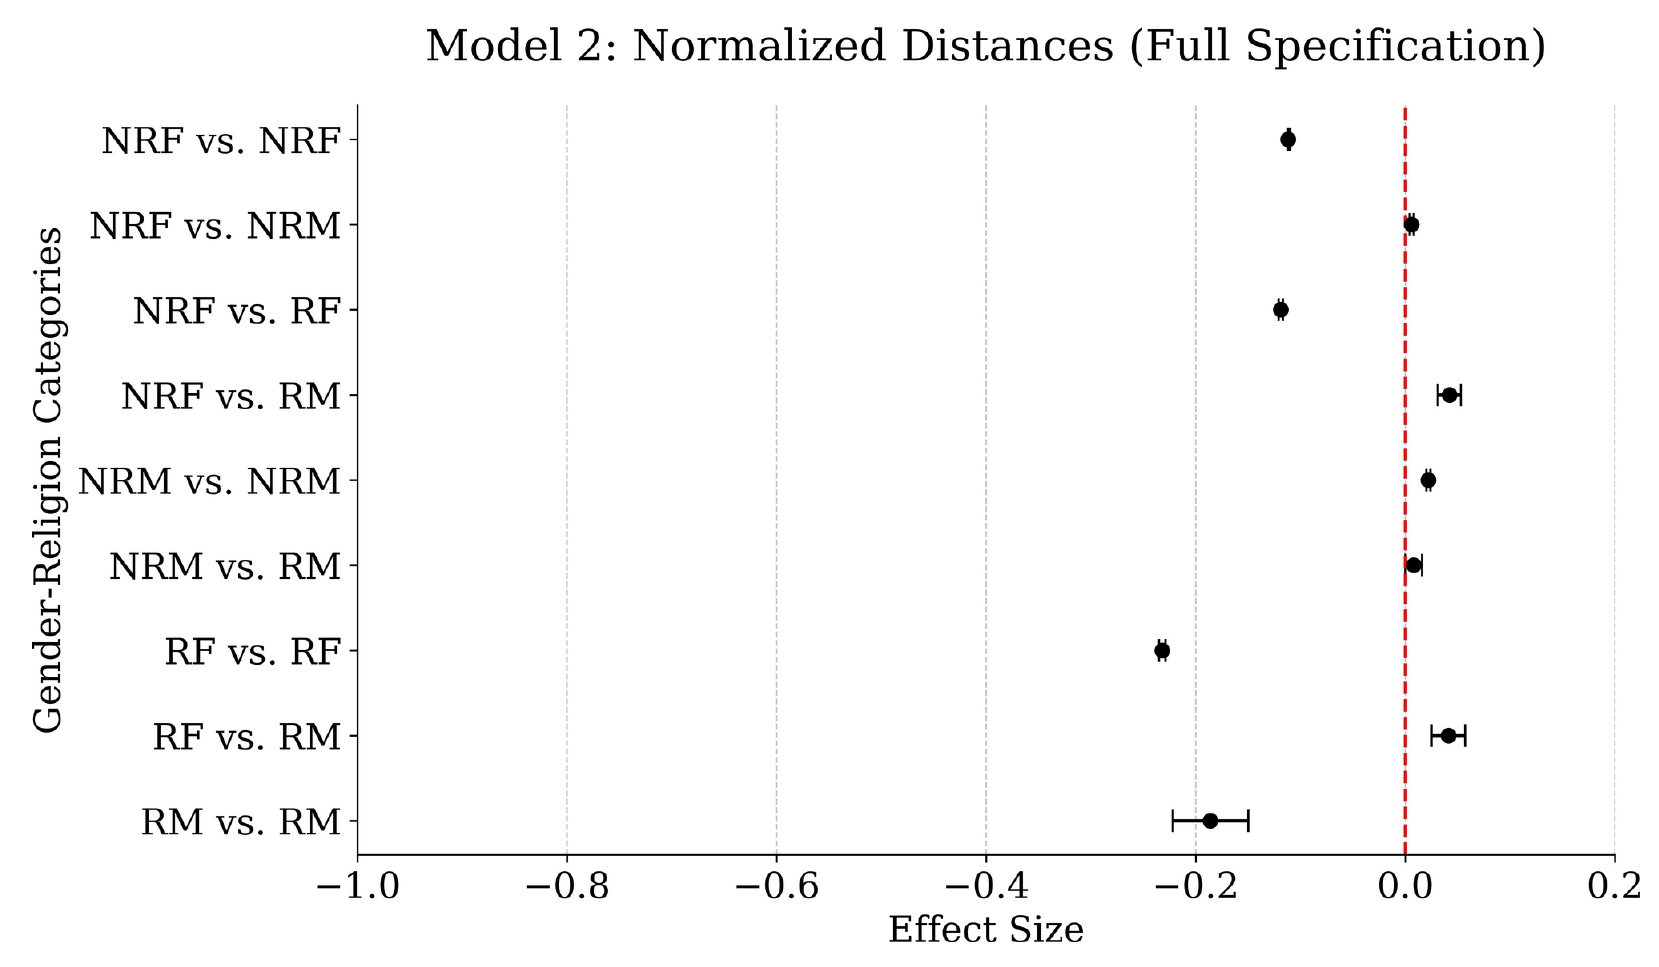 Model 2: Normalized Distances (Full Specification)
Gender-Religion Categories
NRF vs. NRF
NRF vs. NRM
NRF vs. RF
NRF vs. RM
NRM vs. NRM
NRM vs. RM
RF vs. RF
RF vs. RM
RM vs. RM
−1.0 −0.8 −0.6 −0.4 −0.2 0.0 0.2
Effect Size